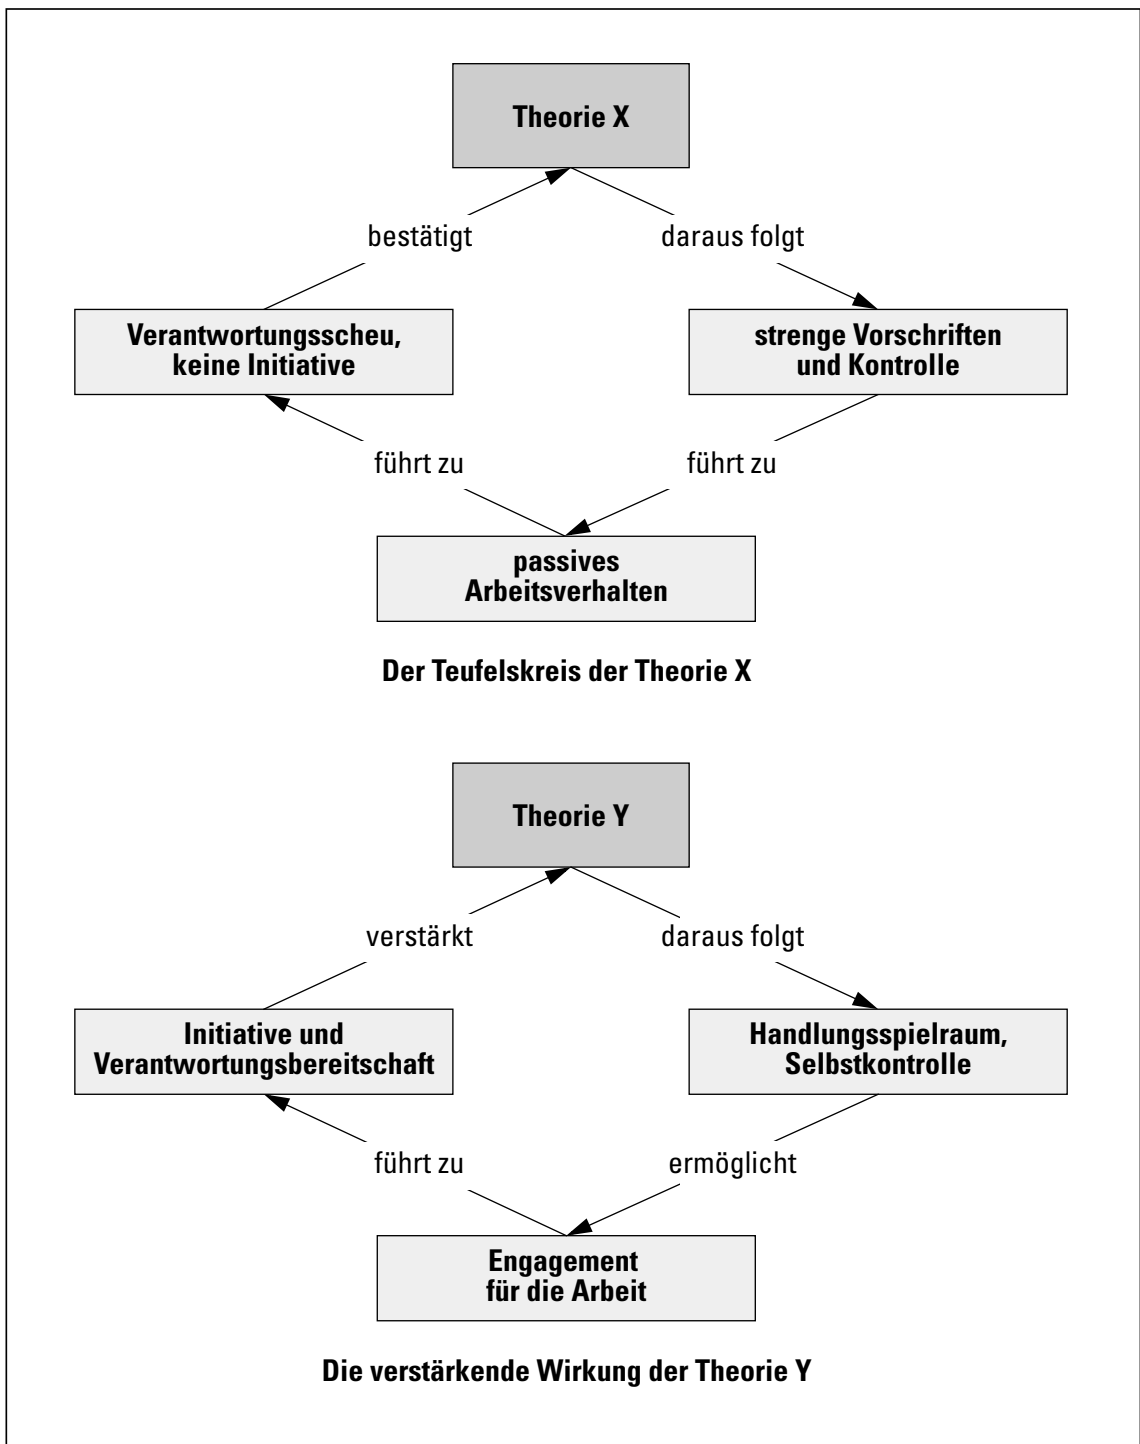 Theorie X
bestätigt
daraus folgt
Verantwortungsscheu,
keine Initiative
strenge Vorschriften
und Kontrolle
führt zu
führt zu
passives
Arbeitsverhalten
Der Teufelskreis der Theorie X
Theorie Y
verstärkt
daraus folgt
Initiative und
Verantwortungsbereitschaft
Handlungsspielraum,
Selbstkontrolle
führt zu
ermöglicht
Engagement
für die Arbeit
Die verstärkende Wirkung der Theorie Y